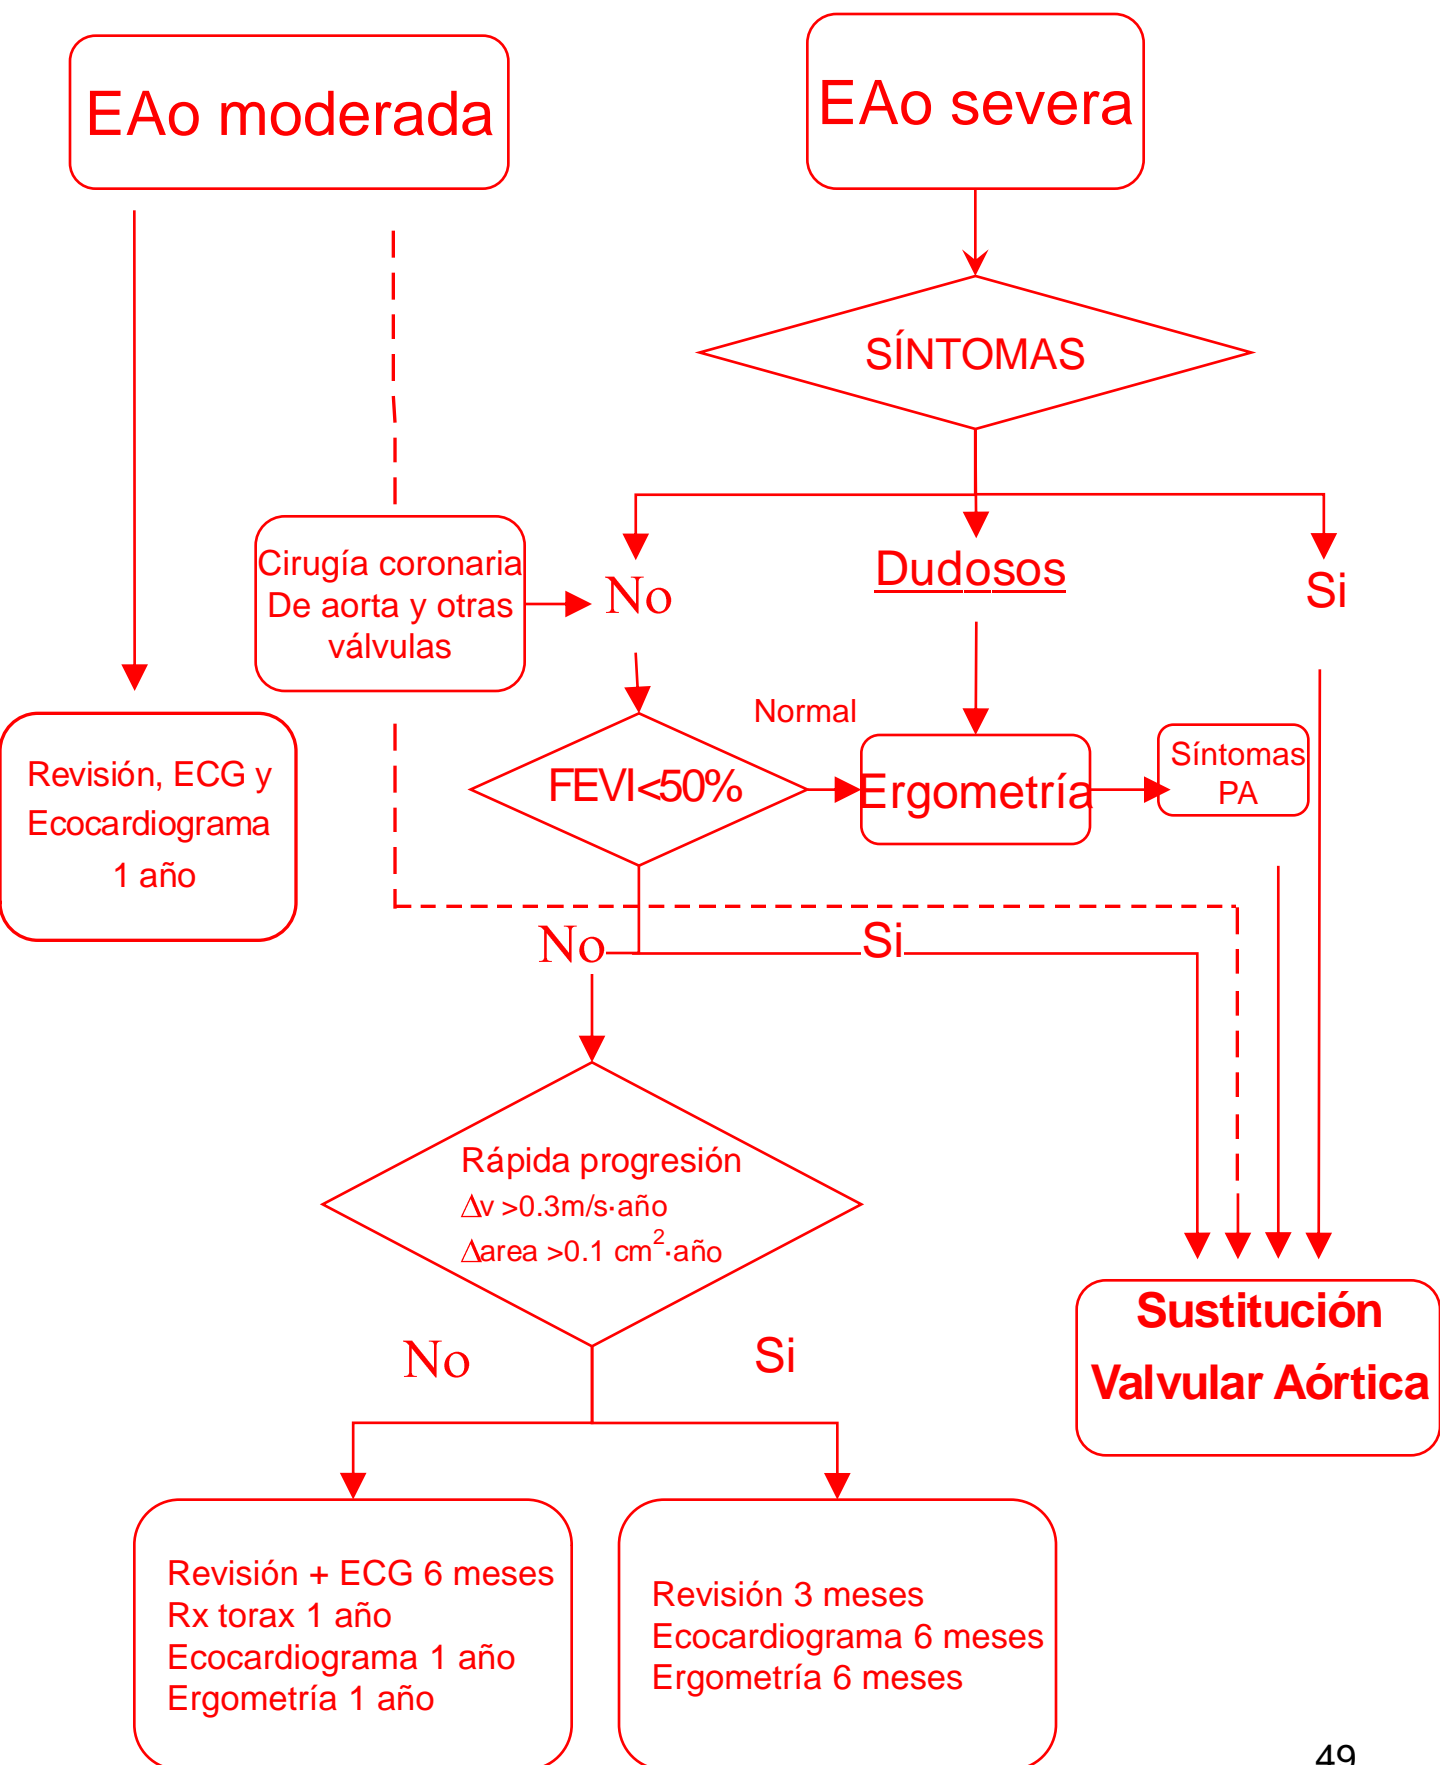 EAo moderada
EAo severa
SÍNTOMAS
Cirugía coronaria
De aorta y otras
válvulas
No
Dudosos
Si
Revisión, ECG y
Ecocardiograma
1 año
FEVI<50%
Normal
Ergometría
Síntomas
PA
No
Si
Rápida progresión
Δv >0.3m/s·año
Δarea >0.1 cm²·año
No
Si
Sustitución
Valvular Aórtica
Revisión + ECG 6 meses
Rx torax 1 año
Ecocardiograma 1 año
Ergometría 1 año
Revisión 3 meses
Ecocardiograma 6 meses
Ergometría 6 meses
49